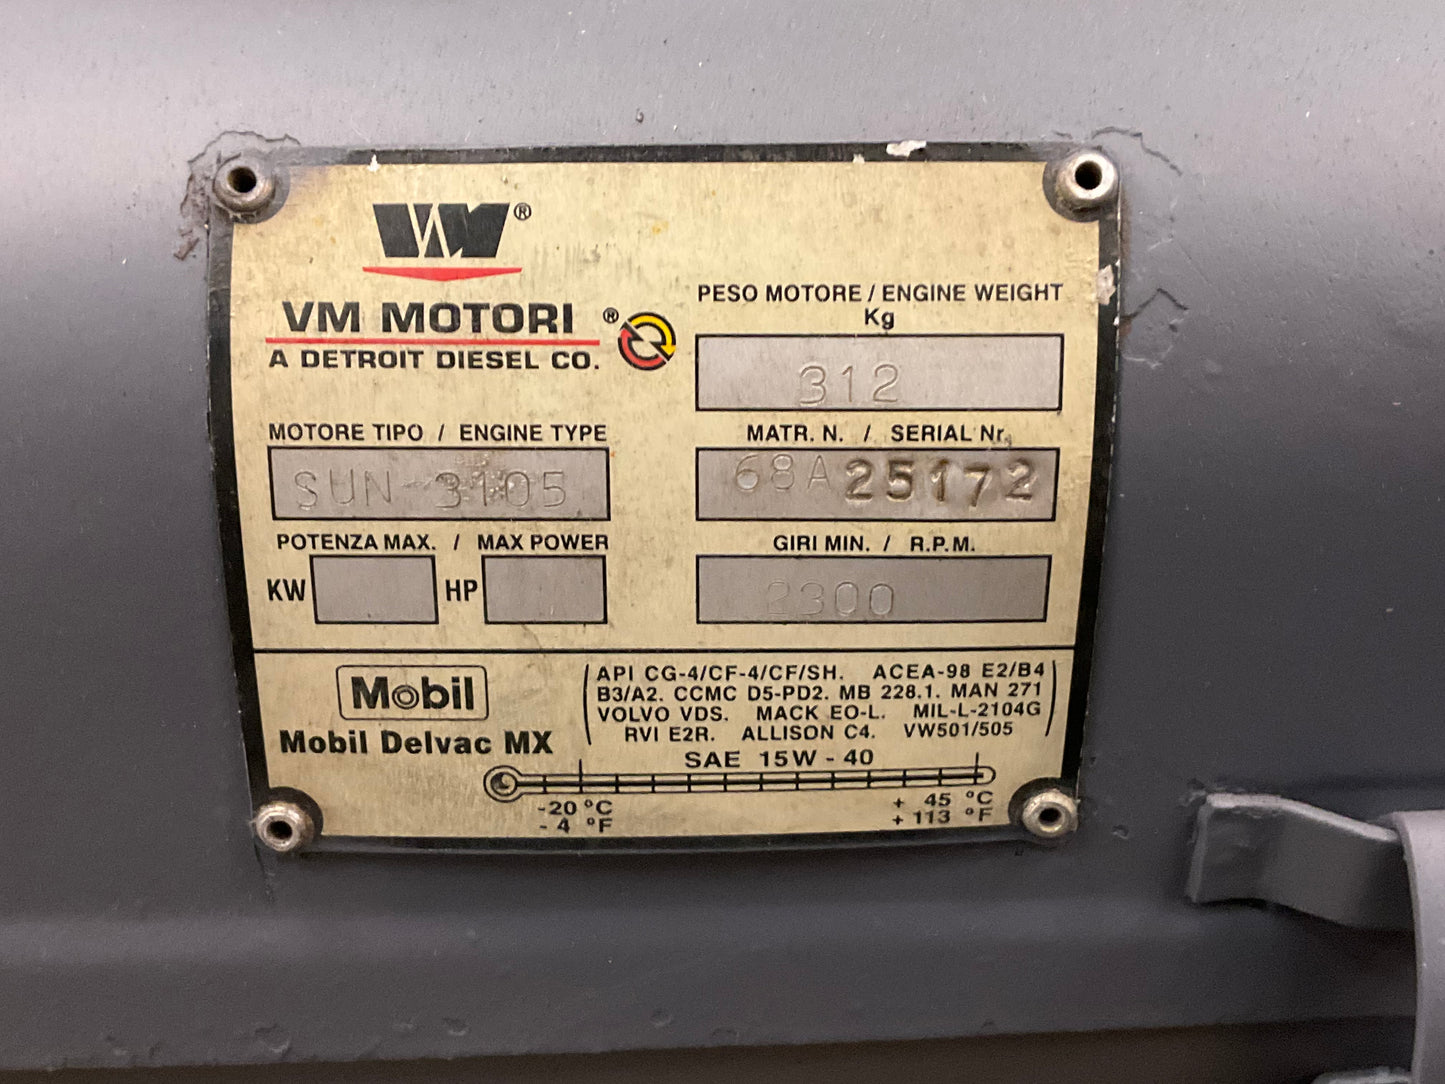 VM®
VM MOTORI ®
A DETROIT DIESEL CO.
PESO MOTORE / ENGINE WEIGHT
Kg
312
MOTORE TIPO / ENGINE TYPE
SUN-3105
MATR. N. / SERIAL Nr.
68A 25172
POTENZA MAX. / MAX POWER
KW
HP
GIRI MIN. / R.P.M.
2300
Mobil
Mobil Delvac MX
API CG-4/CF-4/CF/SH. ACEA-98 E2/B4
B3/A2. CCMC D5-PD2. MB 228.1. MAN 271
VOLVO VDS. MACK EO-L. MIL-L-2104G
RVI E2R. ALLISON C4. VW501/505
SAE 15W - 40
-20 °C
- 4 °F
+ 45 °C
+ 113 °F